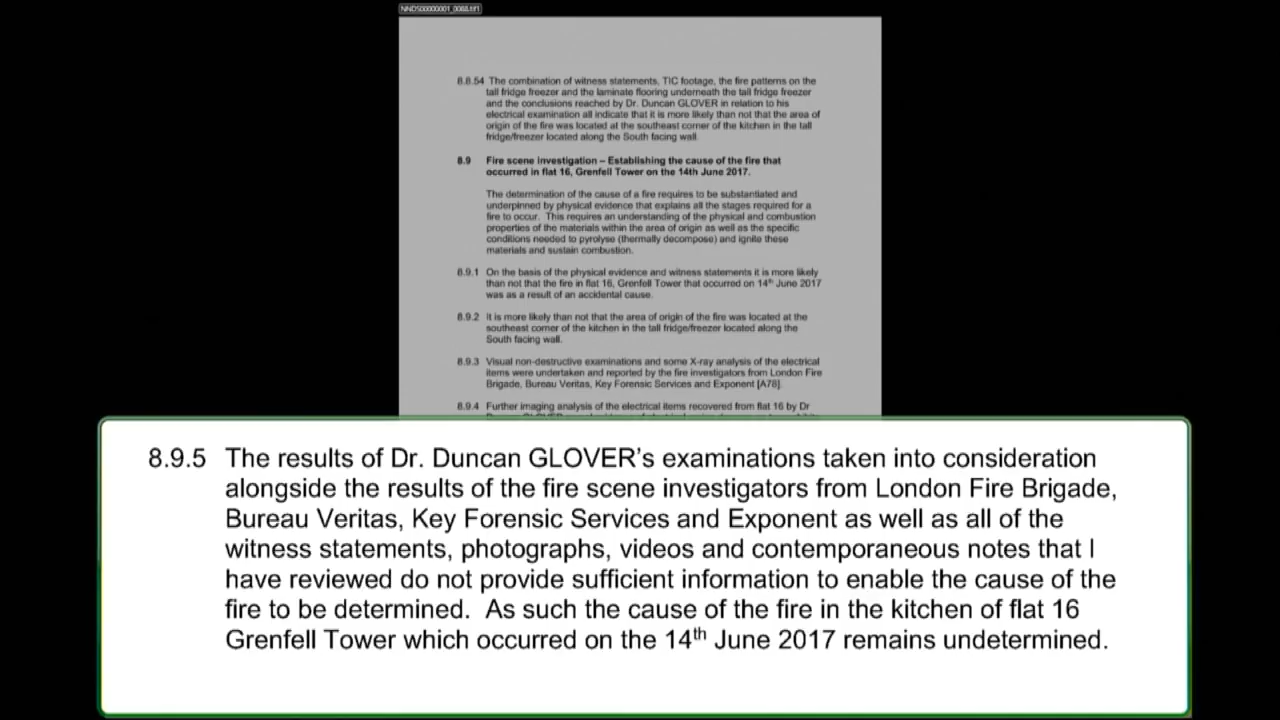 NNDS00000001_0068.tif1
8.8.54 The combination of witness statements, TIC footage, the fire patterns on the
tall fridge freezer and the laminate flooring underneath the tall fridge freezer
and the conclusions reached by Dr. Duncan GLOVER in relation to his
electrical examination all indicate that it is more likely than not that the area of
origin of the fire was located at the southeast corner of the kitchen in the tall
fridge/freezer located along the South facing wall.
8.9 Fire scene investigation – Establishing the cause of the fire that
occurred in flat 16, Grenfell Tower on the 14th June 2017.
The determination of the cause of a fire requires to be substantiated and
underpinned by physical evidence that explains all the stages required for a
fire to occur. This requires an understanding of the physical and combustion
properties of the materials within the area of origin as well as the specific
conditions needed to pyrolyse (thermally decompose) and ignite these
materials and sustain combustion.
8.9.1 On the basis of the physical evidence and witness statements it is more likely
than not that the fire in flat 16, Grenfell Tower that occurred on 14th June 2017
was as a result of an accidental cause.
8.9.2 It is more likely than not that the area of origin of the fire was located at the
southeast corner of the kitchen in the tall fridge/freezer located along the
South facing wall.
8.9.3 Visual non-destructive examinations and some X-ray analysis of the electrical
items were undertaken and reported by the fire investigators from London Fire
Brigade, Bureau Veritas, Key Forensic Services and Exponent [A78].
8.9.4 Further imaging analysis of the electrical items recovered from flat 16 by Dr
8.9.5 The results of Dr. Duncan GLOVER's examinations taken into consideration
alongside the results of the fire scene investigators from London Fire Brigade,
Bureau Veritas, Key Forensic Services and Exponent as well as all of the
witness statements, photographs, videos and contemporaneous notes that I
have reviewed do not provide sufficient information to enable the cause of the
fire to be determined. As such the cause of the fire in the kitchen of flat 16
Grenfell Tower which occurred on the 14th June 2017 remains undetermined.